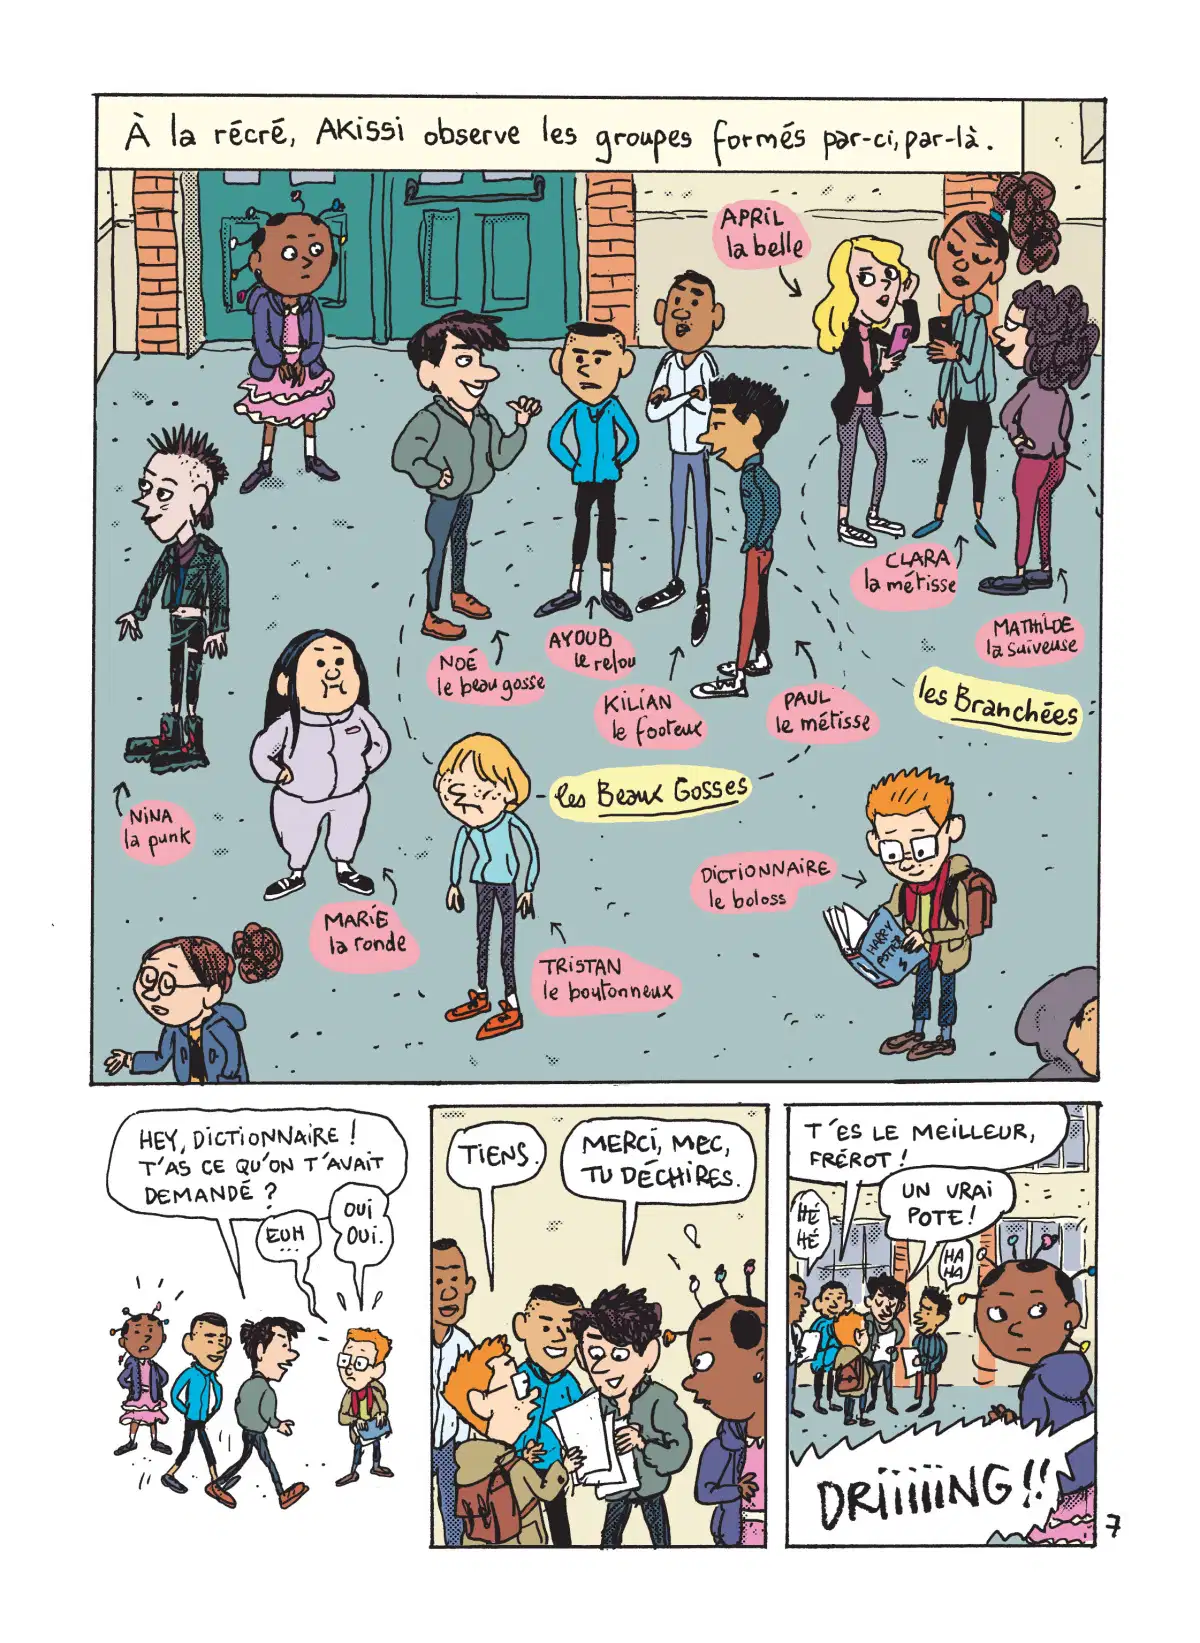 À la récré, AKissi observe les groupes formés par-ci, par-là.
APRIL
la belle
CLARA
la métisse
MATHILDE
la suiveuse
les Branchées
NOÉ
le beau gosse
AYOUB
le relou
KILIAN
le footeux
PAUL
le métisse
les Beaux Gosses
NINA
la punk
MARIE
la ronde
TRISTAN
le boutonneux
DICTIONNAIRE
le boloss
HARRY
POTTER
HEY, DICTIONNAIRE !
T'AS CE QU'ON T'AVAIT
DEMANDÉ ?
EUH
...
OUI
OUI.
TIENS.
MERCI, MEC,
TU DÉCHIRES.
T'ES LE MEILLEUR,
FRÉROT !
UN VRAI
POTE !
HÉ
HÉ
HA
HA
DRIIIIING !!
7